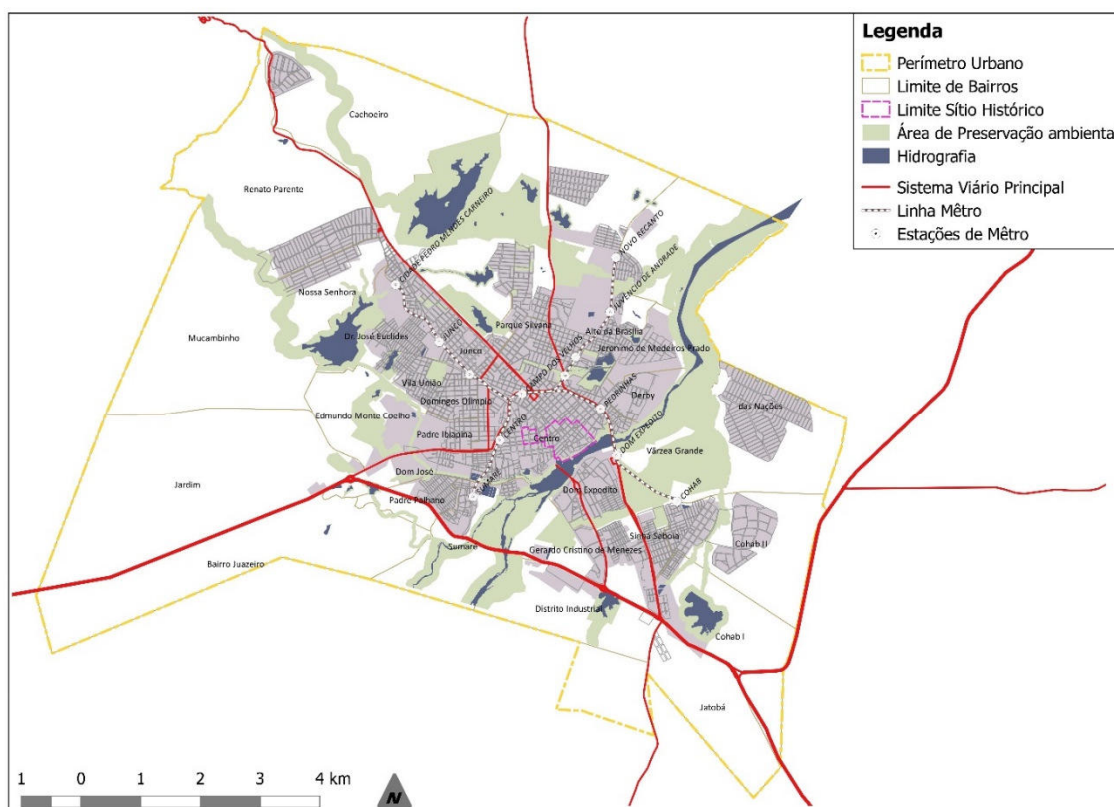 Legenda
Perímetro Urbano
Limite de Bairros
Limite Sítio Histórico
Área de Preservação ambienta
Hidrografia
Sistema Viário Principal
Linha Mêtro
Estações de Mêtro
Cachoeiro
Renato Parente
CIDADE PEDRO MENDES CARNEIRO
NOVO RECANTO
JUVÊNCIO DE ANDRADE
Nossa Senhora
Mucambinho
Dr. José Euclides
JUNCO
Junco
Parque Silvana
Alto da Brasília
Jeronimo de Medeiros Prado
CAMPO DOS VELHOS
Vila União
Domingos Olímpio
PEDRINHAS
Derby
das Nações
Edmundo Monte Coelho
Padre Ibiapina
CENTRO
Centro
DOM EXPEDITO
Várzea Grande
Dom José
Jardim
SUMARÉ
Padre Palhano
Dom Expedito
COHAB
Sinhá Saboia
Cohab II
Sumaré
Gerardo Cristino de Menezes
Bairro Juazeiro
Distrito Industrial
Cohab I
Jatobá
1 0 1 2 3 4 km
N